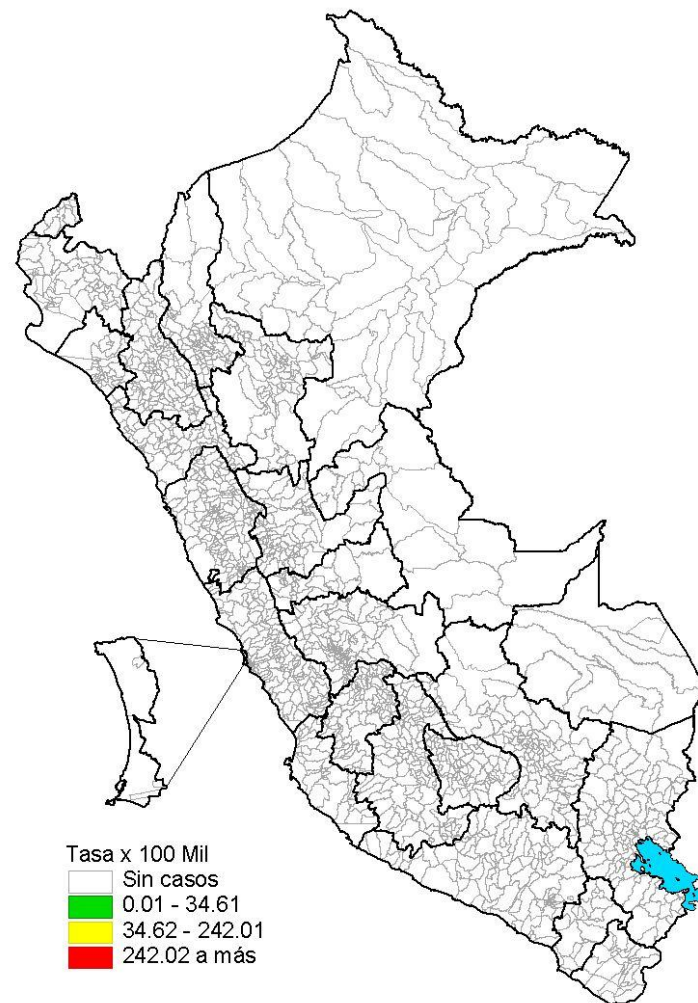 Tasa x 100 Mil
Sin casos
0.01 - 34.61
34.62 - 242.01
242.02 a más